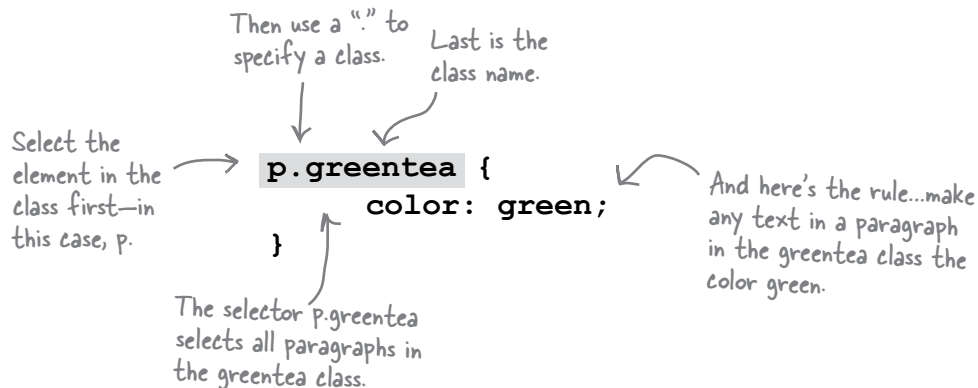 Then use a “.” to
specify a class.
Last is the
class name.
Select the
element in the
class first—in
this case, p.
p.greentea {
color: green;
}
And here's the rule...make
any text in a paragraph
in the greentea class the
color green.
The selector p.greentea
selects all paragraphs in
the greentea class.